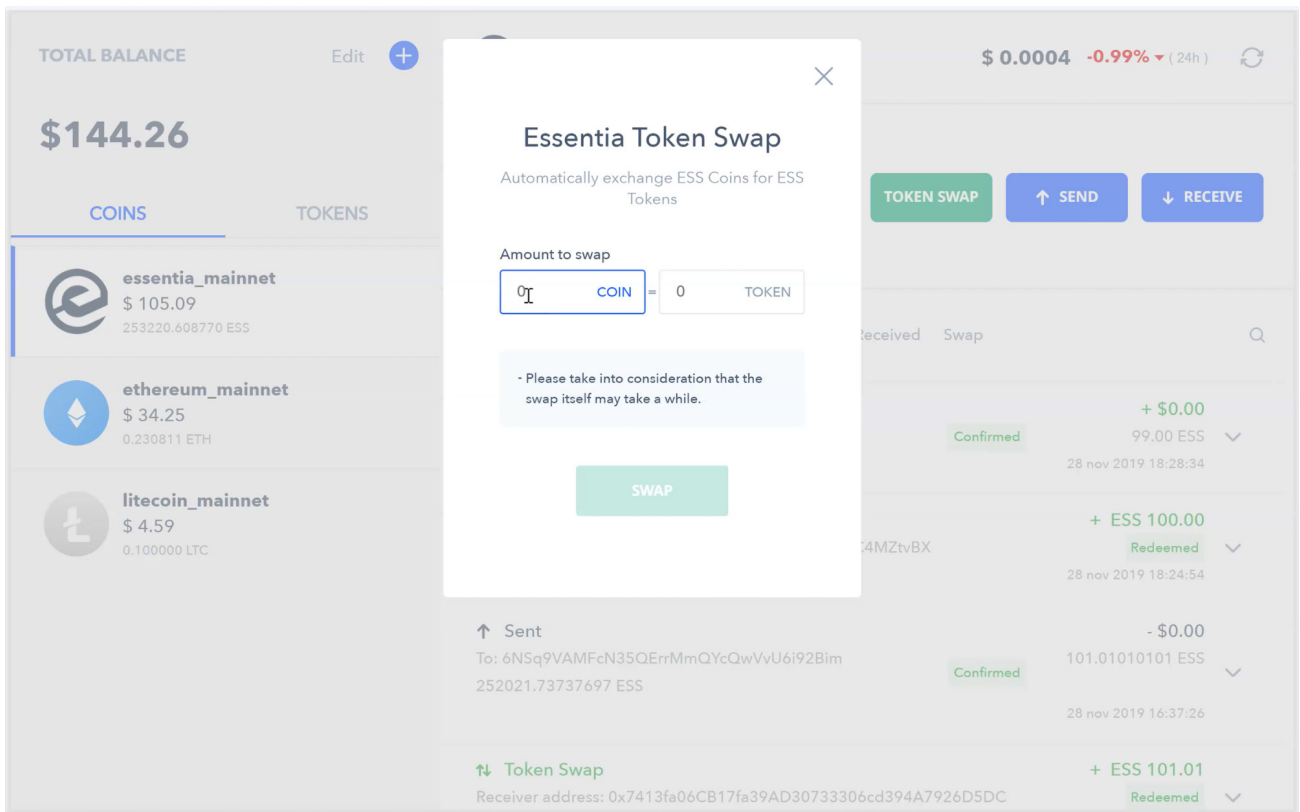 TOTAL BALANCE
Edit
$144.26
COINS
TOKENS
essentia_mainnet
$ 105.09
253220.608770 ESS
ethereum_mainnet
$ 34.25
0.230811 ETH
litecoin_mainnet
$ 4.59
0.100000 LTC
$ 0.0004 -0.99% (24h)
TOKEN SWAP
SEND
RECEIVE
Essentia Token Swap
Automatically exchange ESS Coins for ESS
Tokens
Amount to swap
0 COIN = 0 TOKEN
- Please take into consideration that the
swap itself may take a while.
SWAP
Received Swap
+ $0.00
Confirmed
99.00 ESS
28 nov 2019 18:28:34
+ ESS 100.00
C4MZtvBX
Redeemed
28 nov 2019 18:24:54
Sent
- $0.00
To: 6NSq9VAMFcN35QErrMmQYcQwVvU6i92Bim
101.01010101 ESS
Confirmed
252021.73737697 ESS
28 nov 2019 16:37:26
Token Swap
+ ESS 101.01
Receiver address: 0x7413fa06CB17fa39AD30733306cd394A7926D5DC
Redeemed